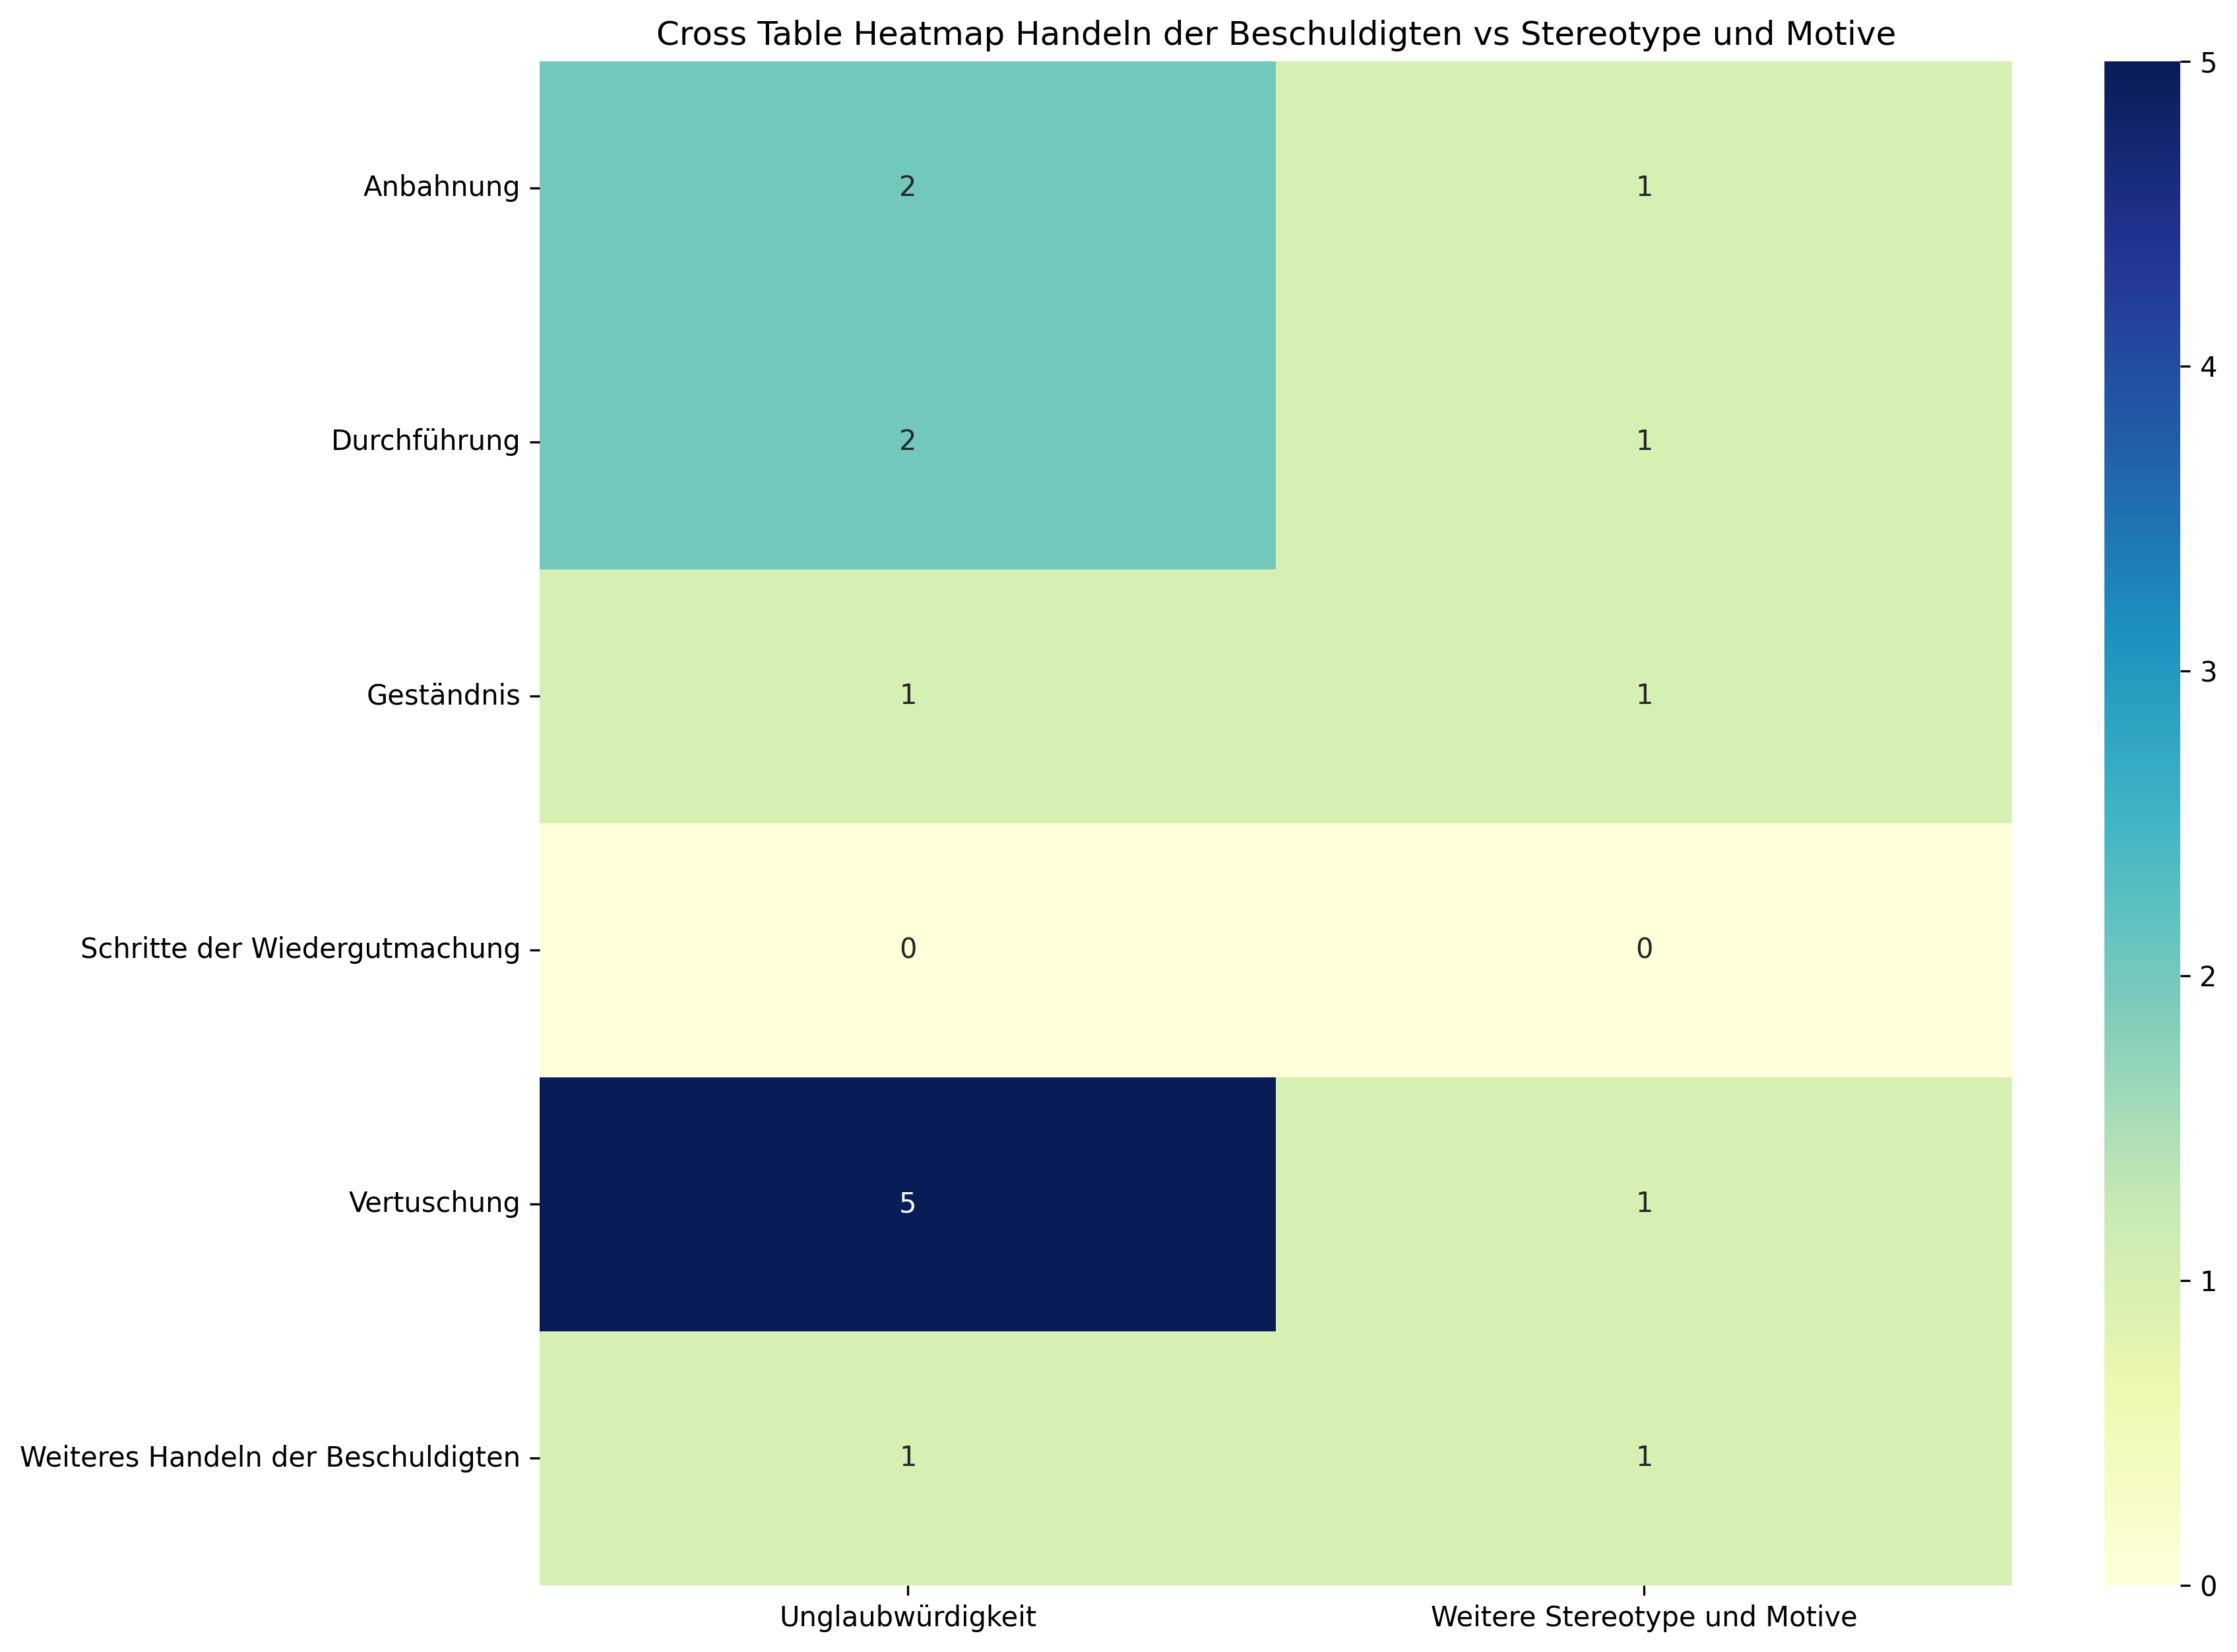 Cross Table Heatmap Handeln der Beschuldigten vs Stereotype und Motive
Anbahnung 2 1
Durchführung 2 1
Geständnis 1 1
Schritte der Wiedergutmachung 0 0
Vertuschung 5 1
Weiteres Handeln der Beschuldigten 1 1
Unglaubwürdigkeit Weitere Stereotype und Motive
5
4
3
2
1
0